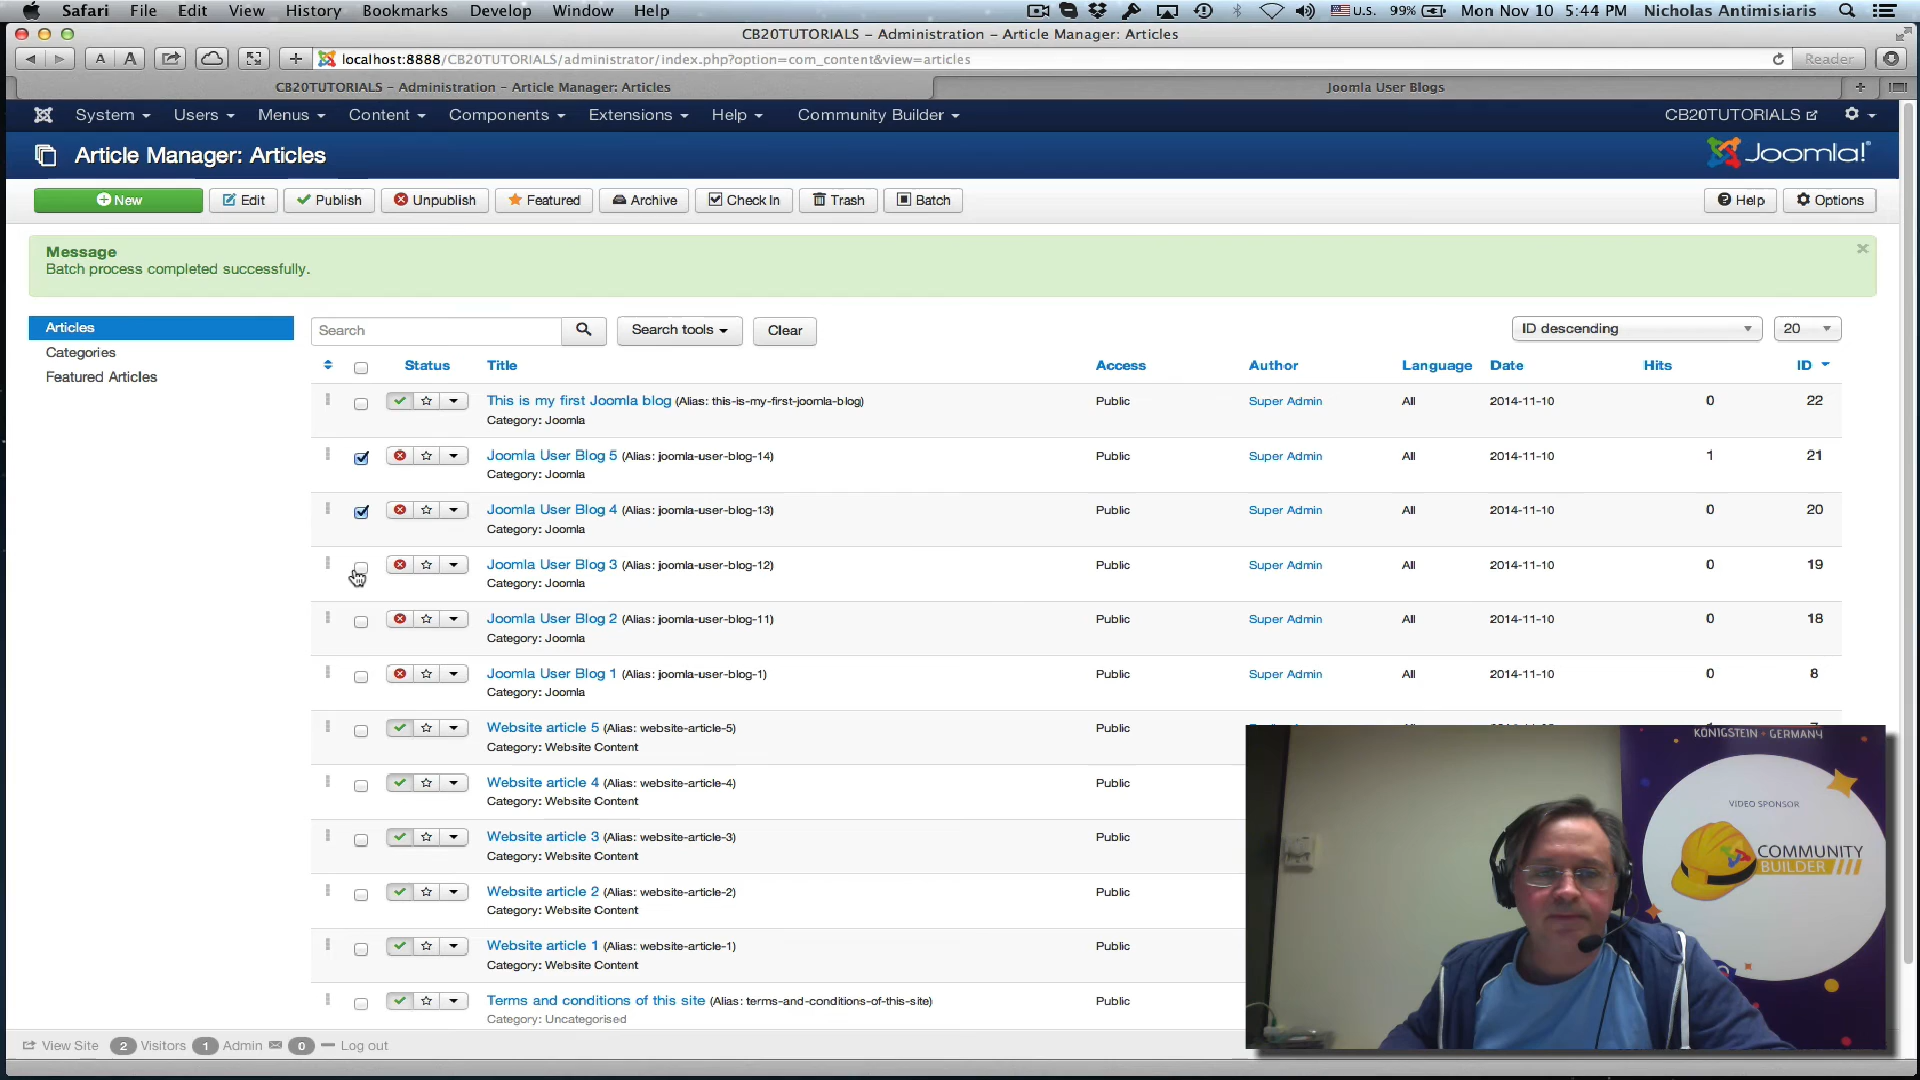 Safari File Edit View History Bookmarks Develop Window Help U.S. 99% Mon Nov 10 5:44 PM Nicholas Antimisiaris
CB20TUTORIALS – Administration – Article Manager: Articles
A A localhost:8888/CB20TUTORIALS/administrator/index.php?option=com_content&view=articles Reader
CB20TUTORIALS – Administration – Article Manager: Articles Joomla User Blogs
System Users Menus Content Components Extensions Help Community Builder CB20TUTORIALS
Article Manager: Articles Joomla!
New Edit Publish Unpublish Featured Archive Check In Trash Batch Help Options
Message
Batch process completed successfully.
Articles
Categories
Featured Articles
Search Search tools Clear ID descending 20
Status Title Access Author Language Date Hits ID
This is my first Joomla blog (Alias: this-is-my-first-joomla-blog) Public Super Admin All 2014-11-10 0 22
Category: Joomla
Joomla User Blog 5 (Alias: joomla-user-blog-14) Public Super Admin All 2014-11-10 1 21
Category: Joomla
Joomla User Blog 4 (Alias: joomla-user-blog-13) Public Super Admin All 2014-11-10 0 20
Category: Joomla
Joomla User Blog 3 (Alias: joomla-user-blog-12) Public Super Admin All 2014-11-10 0 19
Category: Joomla
Joomla User Blog 2 (Alias: joomla-user-blog-11) Public Super Admin All 2014-11-10 0 18
Category: Joomla
Joomla User Blog 1 (Alias: joomla-user-blog-1) Public Super Admin All 2014-11-10 0 8
Category: Joomla
Website article 5 (Alias: website-article-5) Public
Category: Website Content
Website article 4 (Alias: website-article-4) Public
Category: Website Content
Website article 3 (Alias: website-article-3) Public
Category: Website Content
Website article 2 (Alias: website-article-2) Public
Category: Website Content
Website article 1 (Alias: website-article-1) Public
Category: Website Content
Terms and conditions of this site (Alias: terms-and-conditions-of-this-site) Public
Category: Uncategorised
KÖNIGSTEIN • GERMANY
VIDEO SPONSOR
COMMUNITY
BUILDER
View Site 2 Visitors 1 Admin 0 Log out